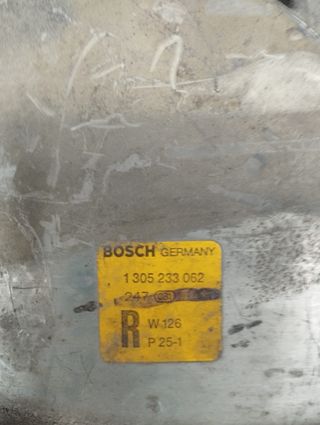 BOSCH GERMANY
1 305 233 062
247
R W 126
P 25-1